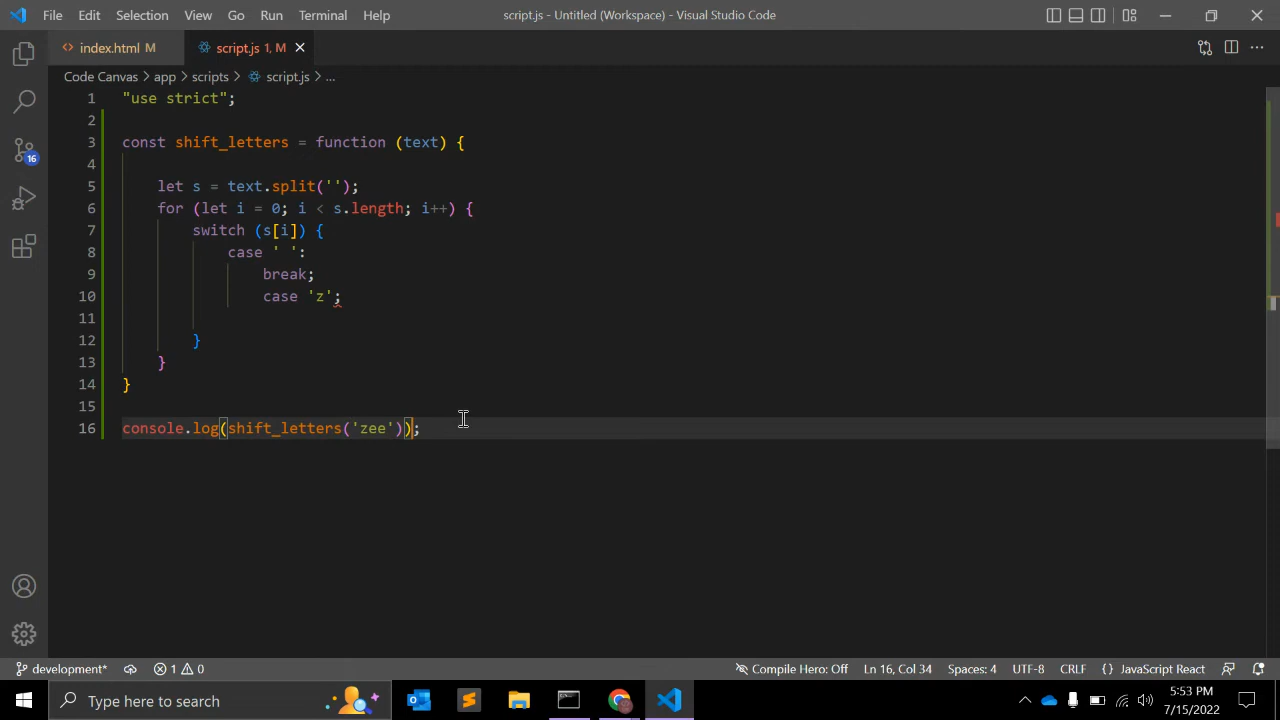 File Edit Selection View Go Run Terminal Help script.js - Untitled (Workspace) - Visual Studio Code
index.html M script.js 1, M
Code Canvas > app > scripts > script.js > ...
1 "use strict";
2
3 const shift_letters = function (text) {
4
5 let s = text.split('');
6 for (let i = 0; i < s.length; i++) {
7 switch (s[i]) {
8 case ' ':
9 break;
10 case 'z';
11
12 }
13 }
14 }
15
16 console.log(shift_letters('zee'));
16
development* 1 0 Compile Hero: Off Ln 16, Col 34 Spaces: 4 UTF-8 CRLF {} JavaScript React
Type here to search
5:53 PM
7/15/2022